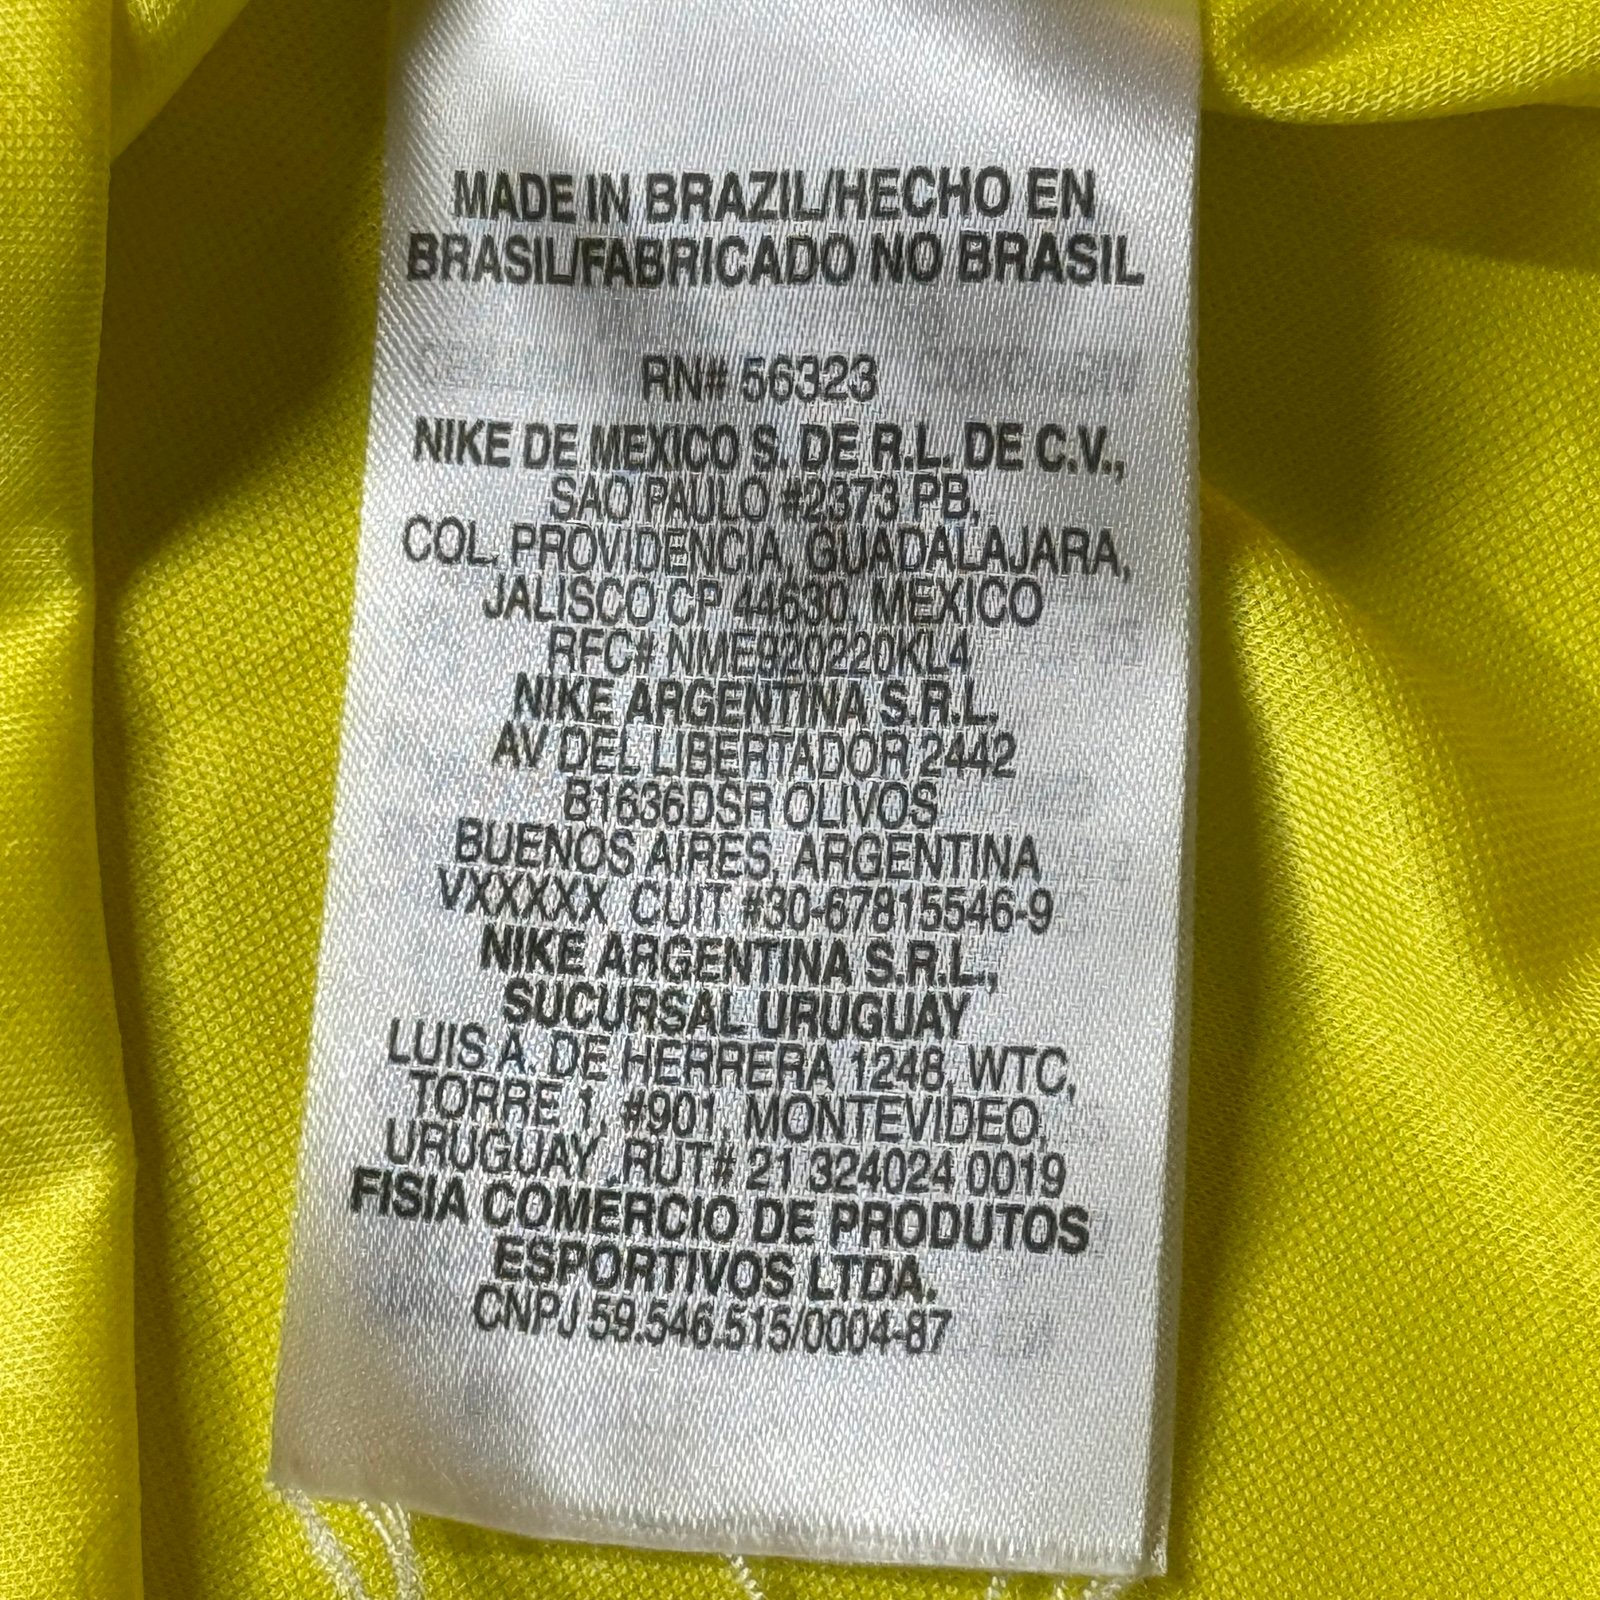 MADE IN BRAZIL/HECHO EN
BRASIL/FABRICADO NO BRASIL
RN# 56323
NIKE DE MEXICO S. DE R.L. DE C.V.,
SAO PAULO #2373 PB,
COL. PROVIDENCIA, GUADALAJARA,
JALISCO CP 44630, MEXICO
RFC# NME920220KL4
NIKE ARGENTINA S.R.L.
AV DEL LIBERTADOR 2442
B1636DSR OLIVOS
BUENOS AIRES, ARGENTINA
VXXXXXX CUIT #30-67815546-9
NIKE ARGENTINA S.R.L.,
SUCURSAL URUGUAY
LUIS A. DE HERRERA 1248, WTC,
TORRE 1, #901, MONTEVIDEO,
URUGUAY, RUT# 21 324024 0019
FISIA COMERCIO DE PRODUTOS
ESPORTIVOS LTDA.
CNPJ 59.546.515/0004-87